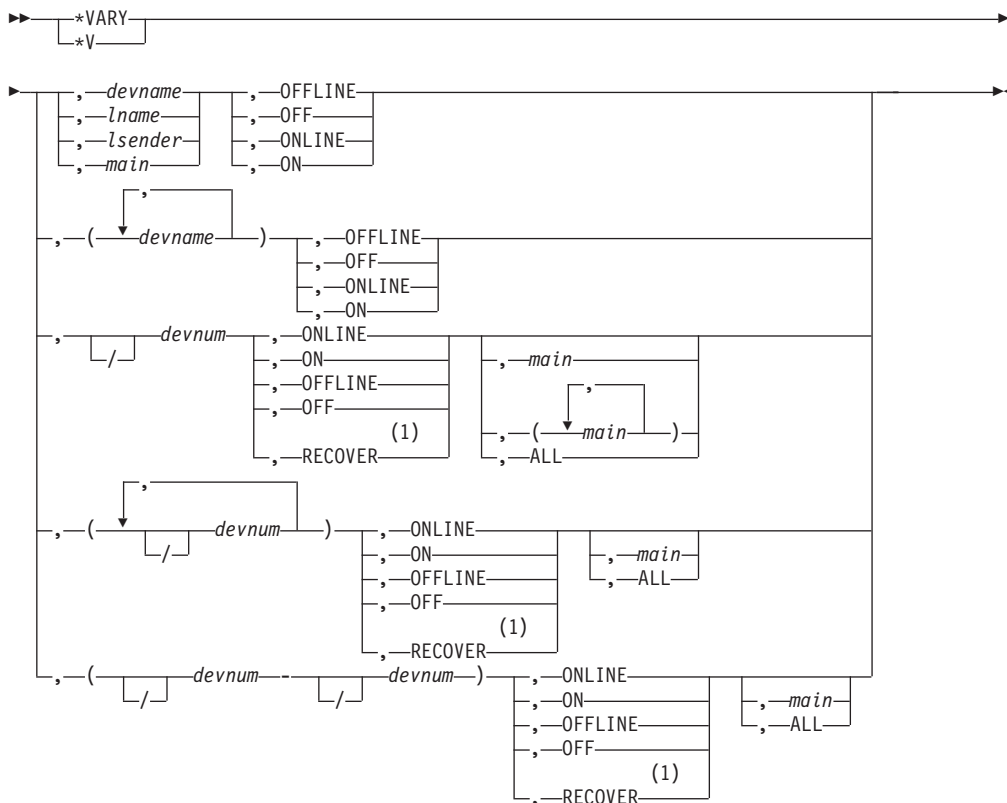 *VARY
*V
, devname , OFFLINE
, lname , OFF
, lsender , ONLINE
, main , ON
,
, ( devname ) , OFFLINE
, OFF
, ONLINE
, ON
, / devnum , ONLINE
, ON , main
, OFFLINE ,
, OFF , ( main )
(1)
, RECOVER , ALL
,
, ( / devnum ) , ONLINE
, ON , main
, OFFLINE , ALL
, OFF
(1)
, RECOVER
, ( / devnum - / devnum ) , ONLINE
, ON , main
, OFFLINE , ALL
, OFF
(1)
, RECOVER